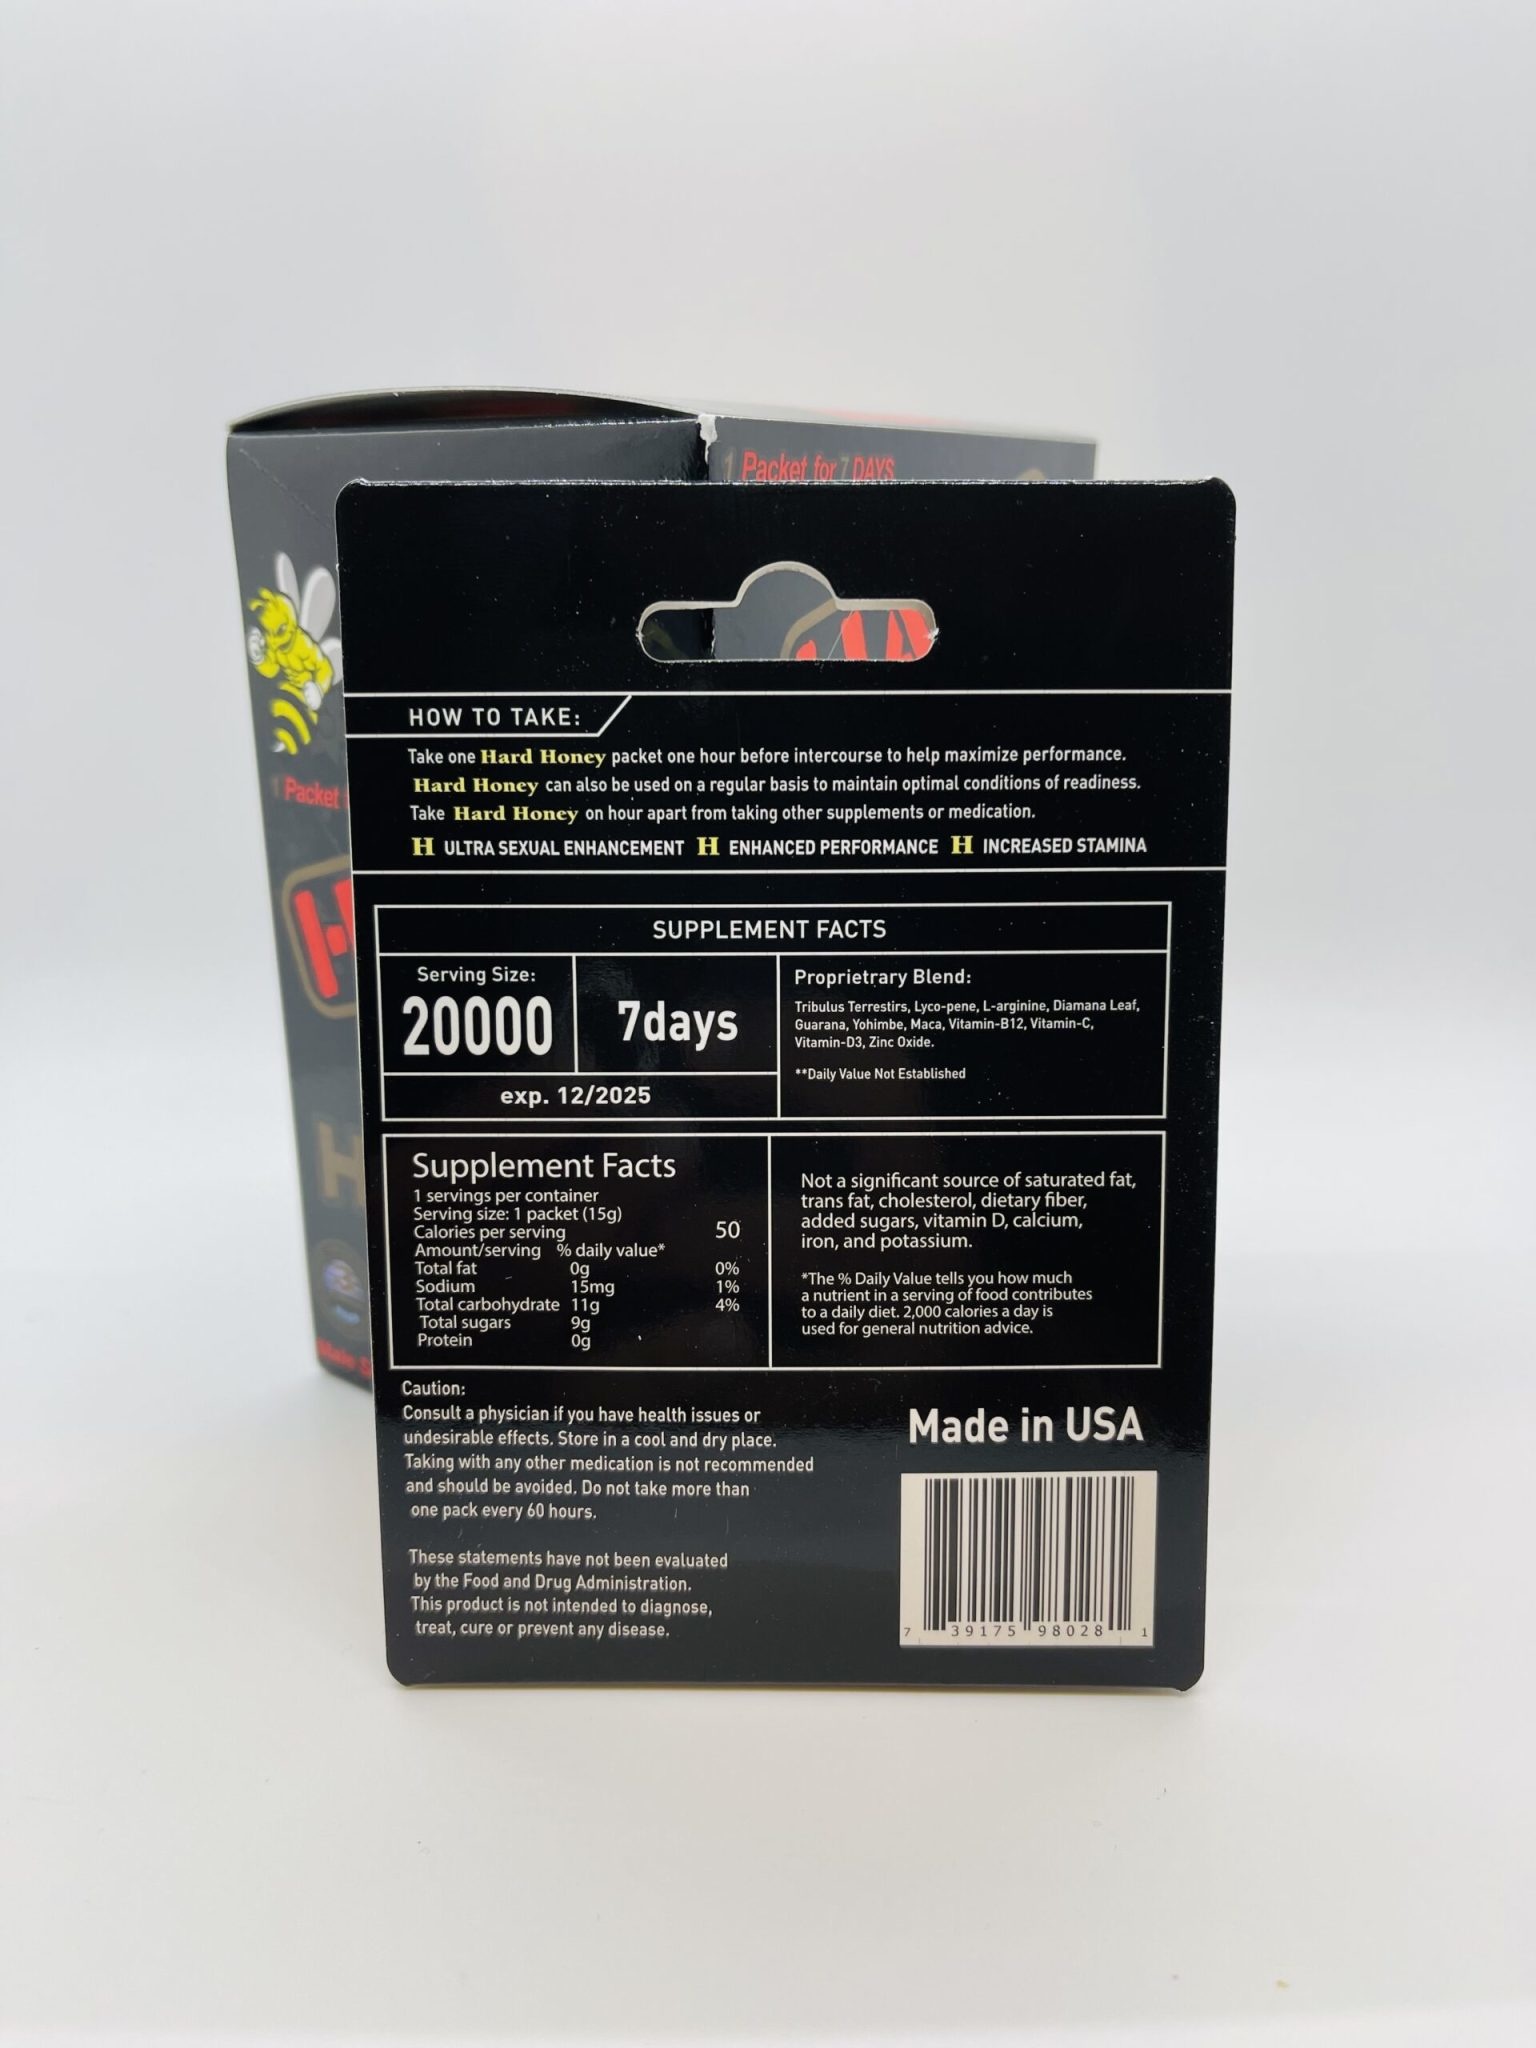 1 Packet for 7 DAYS
1 Packet
HOW TO TAKE:
Take one Hard Honey packet one hour before intercourse to help maximize performance.
Hard Honey can also be used on a regular basis to maintain optimal conditions of readiness.
Take Hard Honey on hour apart from taking other supplements or medication.
H ULTRA SEXUAL ENHANCEMENT H ENHANCED PERFORMANCE H INCREASED STAMINA
SUPPLEMENT FACTS
Serving Size:
20000
7days
exp. 12/2025
Proprietrary Blend:
Tribulus Terrestirs, Lyco-pene, L-arginine, Diamana Leaf,
Guarana, Yohimbe, Maca, Vitamin-B12, Vitamin-C,
Vitamin-D3, Zinc Oxide.
**Daily Value Not Established
Supplement Facts
1 servings per container
Serving size: 1 packet (15g)
Calories per serving 50
Amount/serving % daily value*
Total fat 0g 0%
Sodium 15mg 1%
Total carbohydrate 11g 4%
Total sugars 9g
Protein 0g
Not a significant source of saturated fat,
trans fat, cholesterol, dietary fiber,
added sugars, vitamin D, calcium,
iron, and potassium.
*The % Daily Value tells you how much
a nutrient in a serving of food contributes
to a daily diet. 2,000 calories a day is
used for general nutrition advice.
Caution:
Consult a physician if you have health issues or
undesirable effects. Store in a cool and dry place.
Taking with any other medication is not recommended
and should be avoided. Do not take more than
one pack every 60 hours.
These statements have not been evaluated
by the Food and Drug Administration.
This product is not intended to diagnose,
treat, cure or prevent any disease.
Made in USA
7 39175 98028 1
H
H
Male